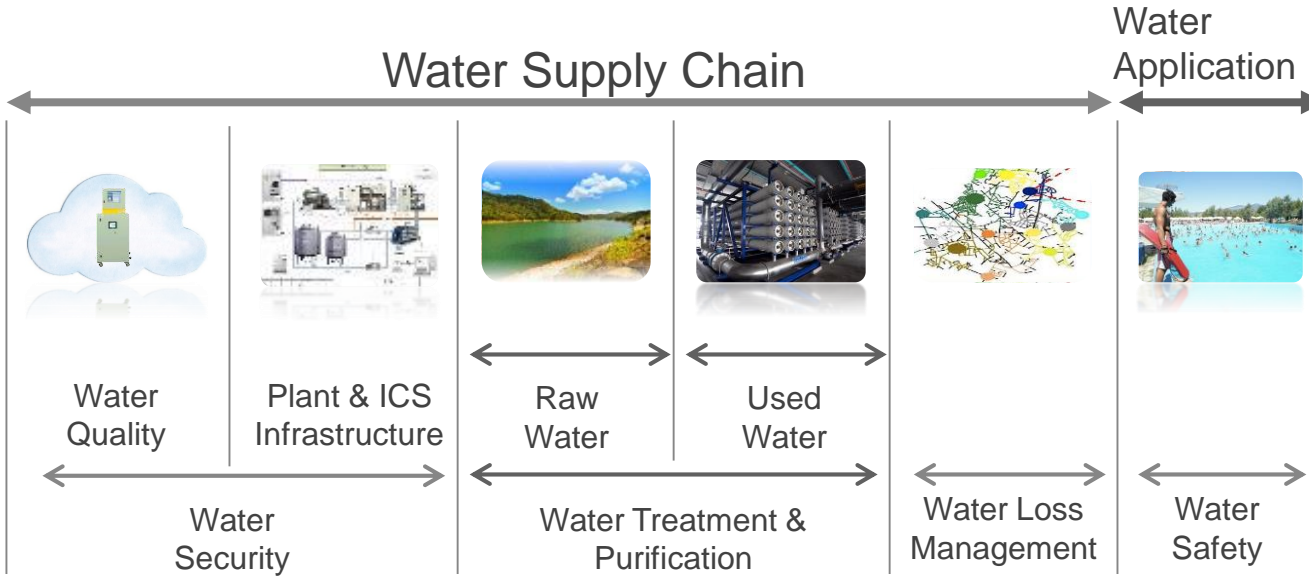 Water
Application
Water Supply Chain
Water
Quality
Plant & ICS
Infrastructure
Raw
Water
Used
Water
Water
Security
Water Treatment &
Purification
Water Loss
Management
Water
Safety